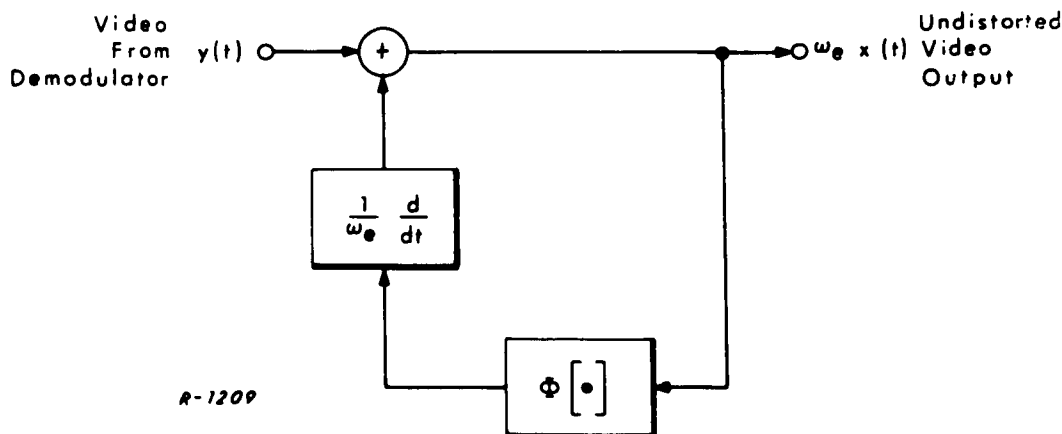 Video
From y(t)
Demodulator
+
ωe x (t)
Undistorted
Video
Output
1/ωe d/dt
Φ [•]
R-1209